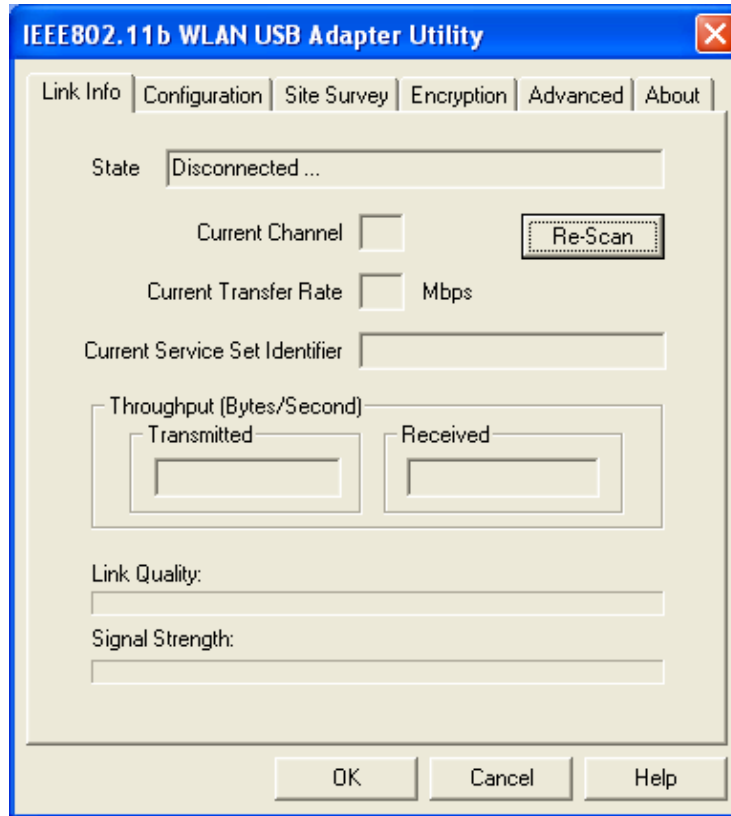 IEEE802.11b WLAN USB Adapter Utility
Link Info Configuration Site Survey Encryption Advanced About
State Disconnected ...
Current Channel Re-Scan
Current Transfer Rate Mbps
Current Service Set Identifier
Throughput (Bytes/Second)
Transmitted Received
Link Quality:
Signal Strength:
OK Cancel Help